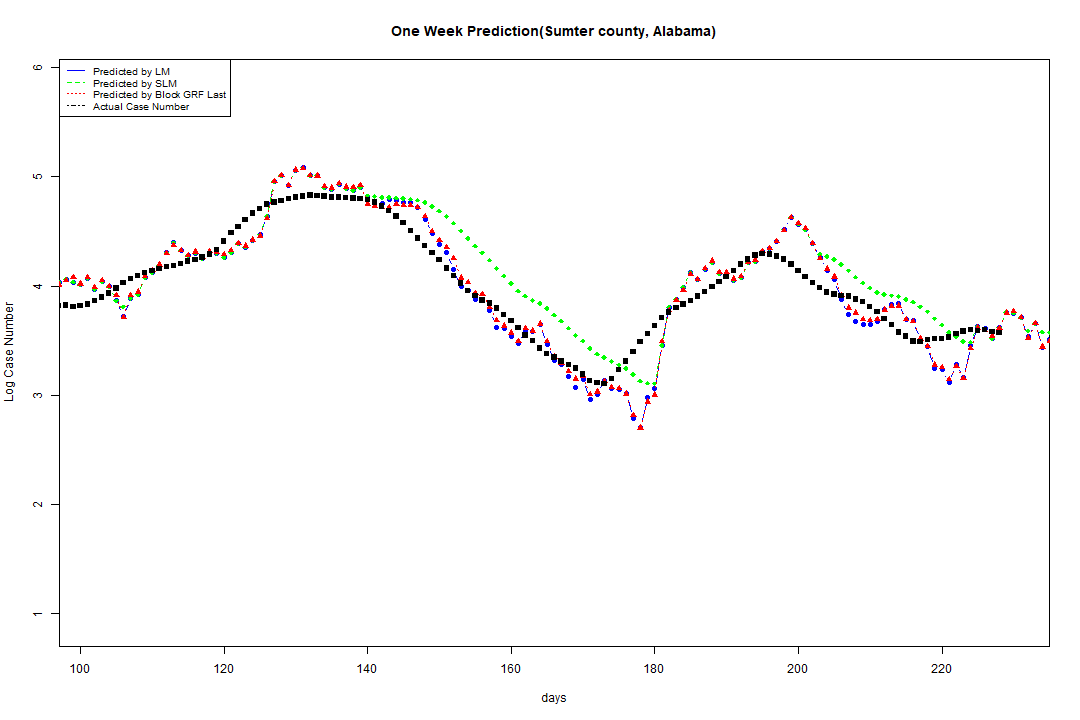 One Week Prediction(Sumter county, Alabama)
Predicted by LM
Predicted by SLM
Predicted by Block GRF Last
Actual Case Number
6
5
4
3
2
1
Log Case Number
100 120 140 160 180 200 220
days